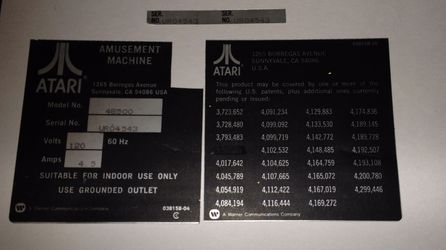 SER. NO. UR04543
SER. NO. UR04543
AMUSEMENT
MACHINE
1265 Borregas Avenue
Sunnyvale, CA 94086 USA
ATARI
Model No.
48500
Serial No.
UR04543
Volts 120 60 Hz
Amps 4.5
SUITABLE FOR INDOOR USE ONLY
USE GROUNDED OUTLET
A Warner Communications Company
038158-04
C
1265 BORREGAS AVENUE
SUNNYVALE, CA 94086
U.S.A.
ATARI
This product may be covered by one or more of the
following U.S. patents, plus additional ones currently
pending or issued:
3,723,652 4,091,234 4,129,883 4,174,836
3,728,480 4,099,092 4,133,530 4,189,145
3,793,483 4,099,719 4,142,772 4,189,728
4,102,532 4,148,485 4,192,507
4,017,642 4,104,625 4,164,759 4,193,108
4,045,789 4,107,665 4,165,072 4,200,780
4,054,919 4,112,422 4,167,019 4,299,446
4,084,194 4,116,444 4,169,272
A Warner Communications Company